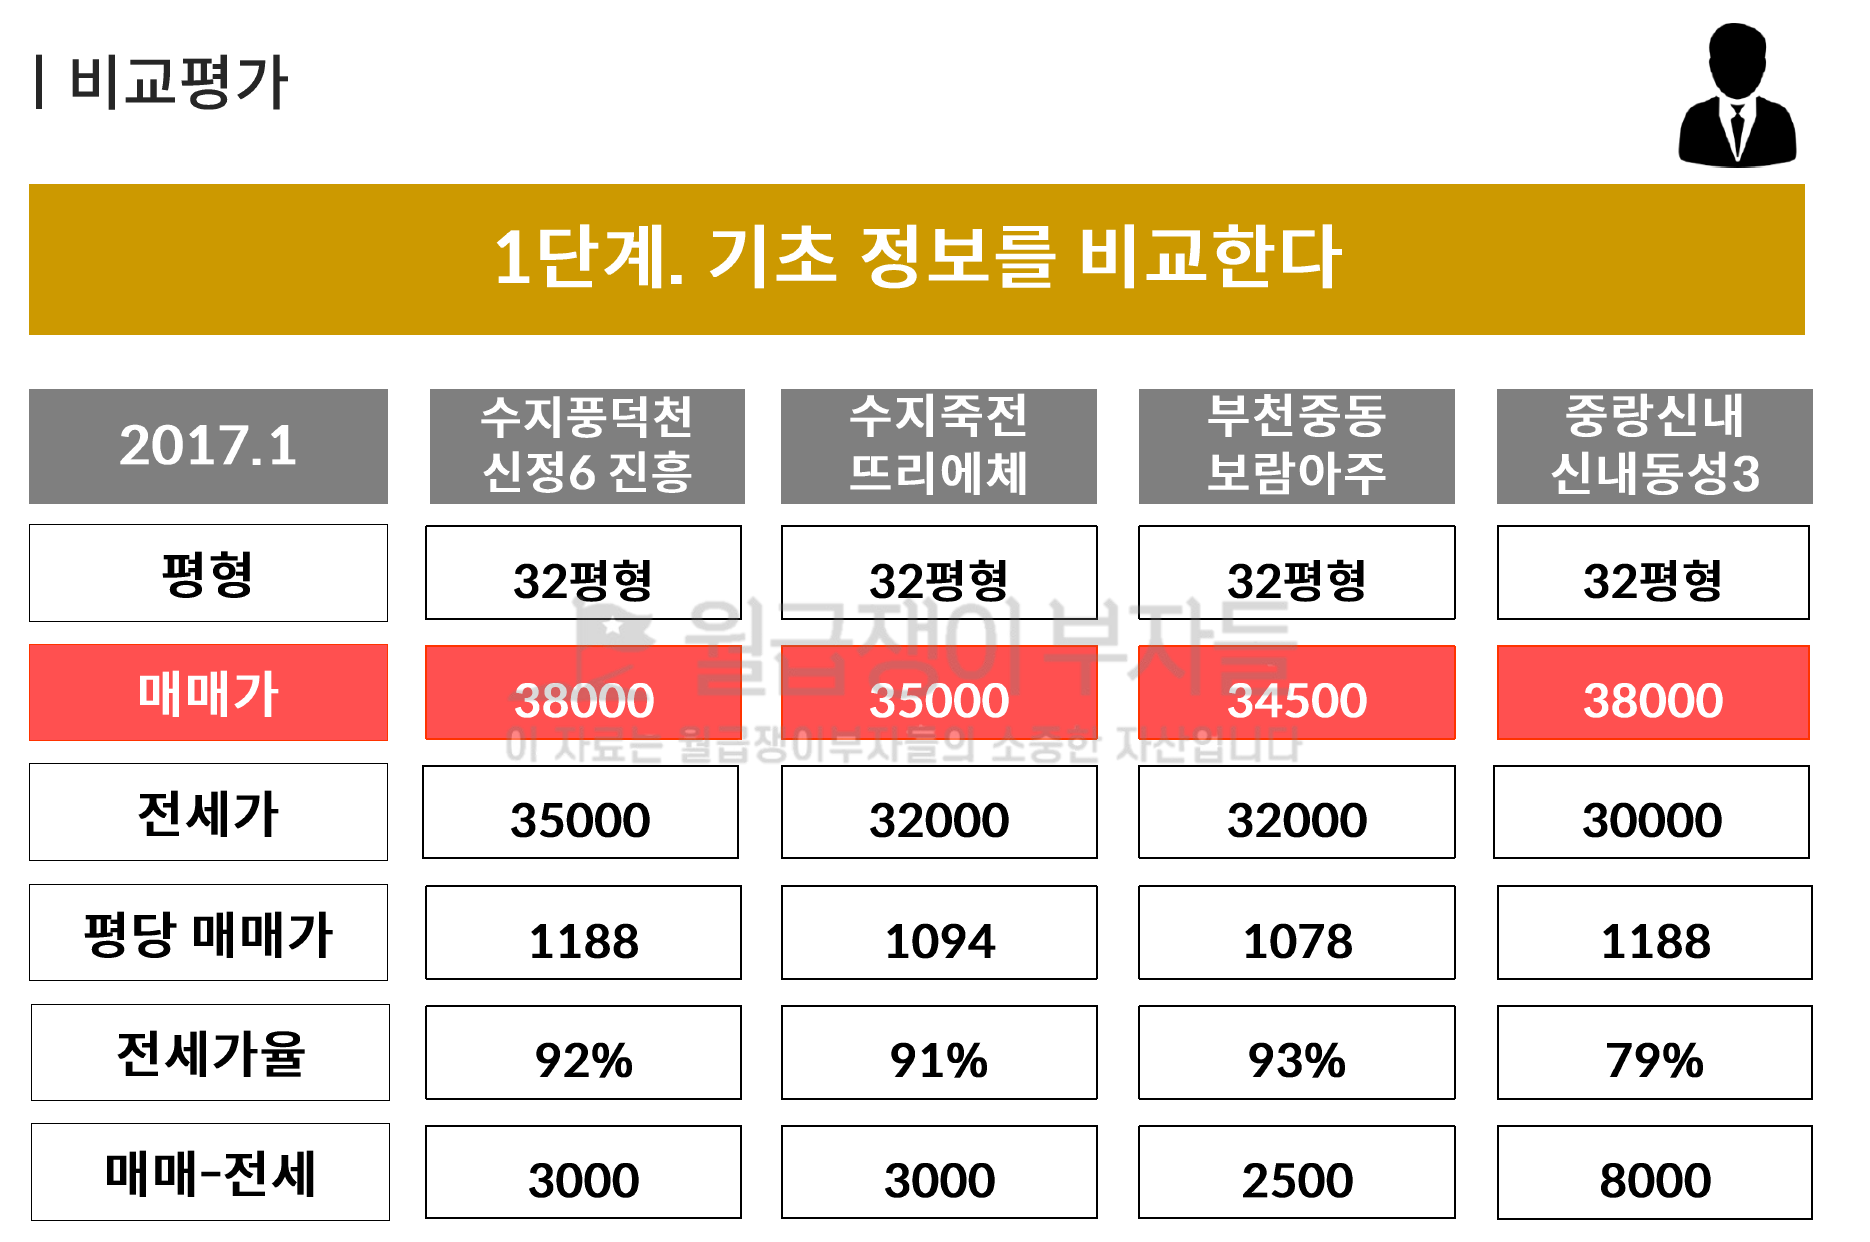 | 비교평가
1단계. 기초 정보를 비교한다
2017.1
수지풍덕천
신정6 진흥
수지죽전
뜨리에체
부천중동
보람아주
중랑신내
신내동성3
평형 32평형 32평형 32평형 32평형
월급쟁이 부자들
매매가 38000 35000 34500 38000
이 자료는 월급쟁이부자들의 소중한 자산입니다
전세가 35000 32000 32000 30000
평당 매매가 1188 1094 1078 1188
전세가율 92% 91% 93% 79%
매매-전세 3000 3000 2500 8000